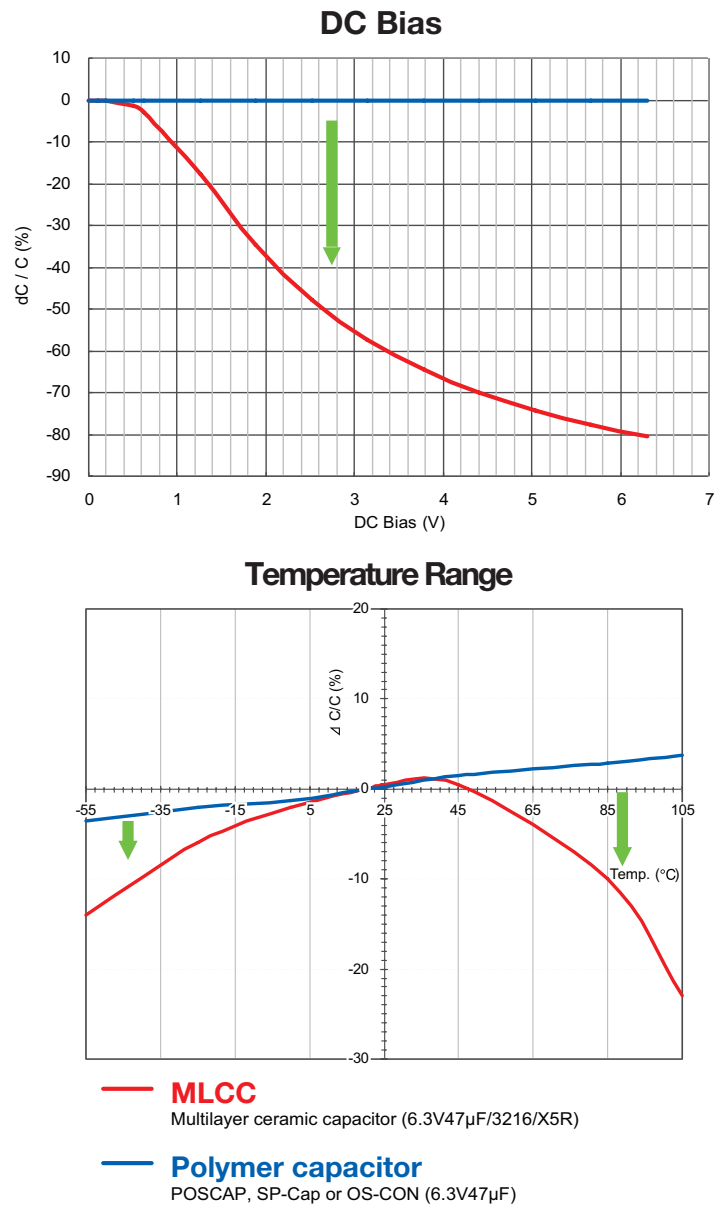 DC Bias
10
0
-10
-20
-30
-40
-50
-60
-70
-80
-90
dC / C (%)
0 1 2 3 4 5 6 7
DC Bias (V)
Temperature Range
20
10
0
-10
-20
-30
⊿ C/C (%)
-55 -35 -15 5 25 45 65 85 105
Temp. (°C)
MLCC
Multilayer ceramic capacitor (6.3V47µF/3216/X5R)
Polymer capacitor
POSCAP, SP-Cap or OS-CON (6.3V47µF)